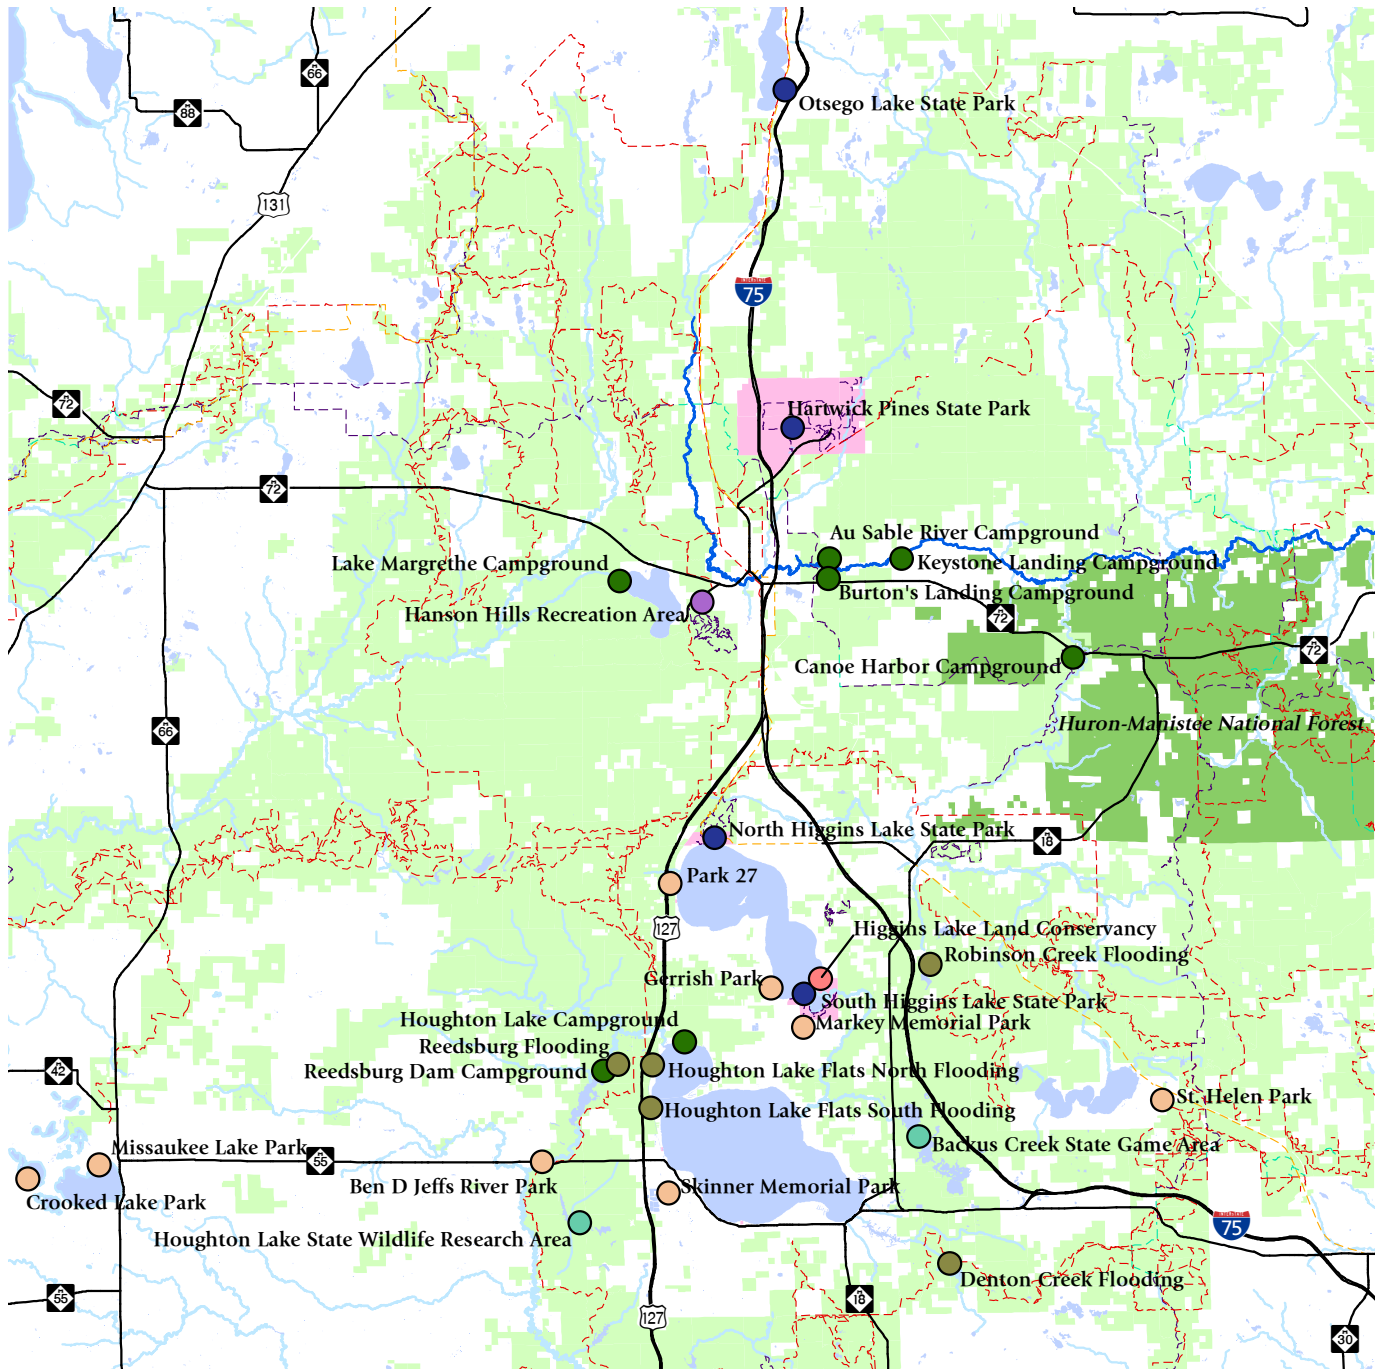 66
88
Otsego Lake State Park
131
INTERSTATE
75
72
Hartwick Pines State Park
72
Au Sable River Campground
Lake Margrethe Campground
Keystone Landing Campground
Burton's Landing Campground
Hanson Hills Recreation Area
72
72
Canoe Harbor Campground
Huron-Manistee National Forest
66
North Higgins Lake State Park
18
Park 27
127
Higgins Lake Land Conservancy
Robinson Creek Flooding
Gerrish Park
South Higgins Lake State Park
Houghton Lake Campground
Markey Memorial Park
Reedsburg Flooding
42
Reedsburg Dam Campground
Houghton Lake Flats North Flooding
St. Helen Park
Houghton Lake Flats South Flooding
Backus Creek State Game Area
Missaukee Lake Park
55
Ben D Jeffs River Park
Skinner Memorial Park
Crooked Lake Park
INTERSTATE
75
Houghton Lake State Wildlife Research Area
Denton Creek Flooding
55
18
127
30